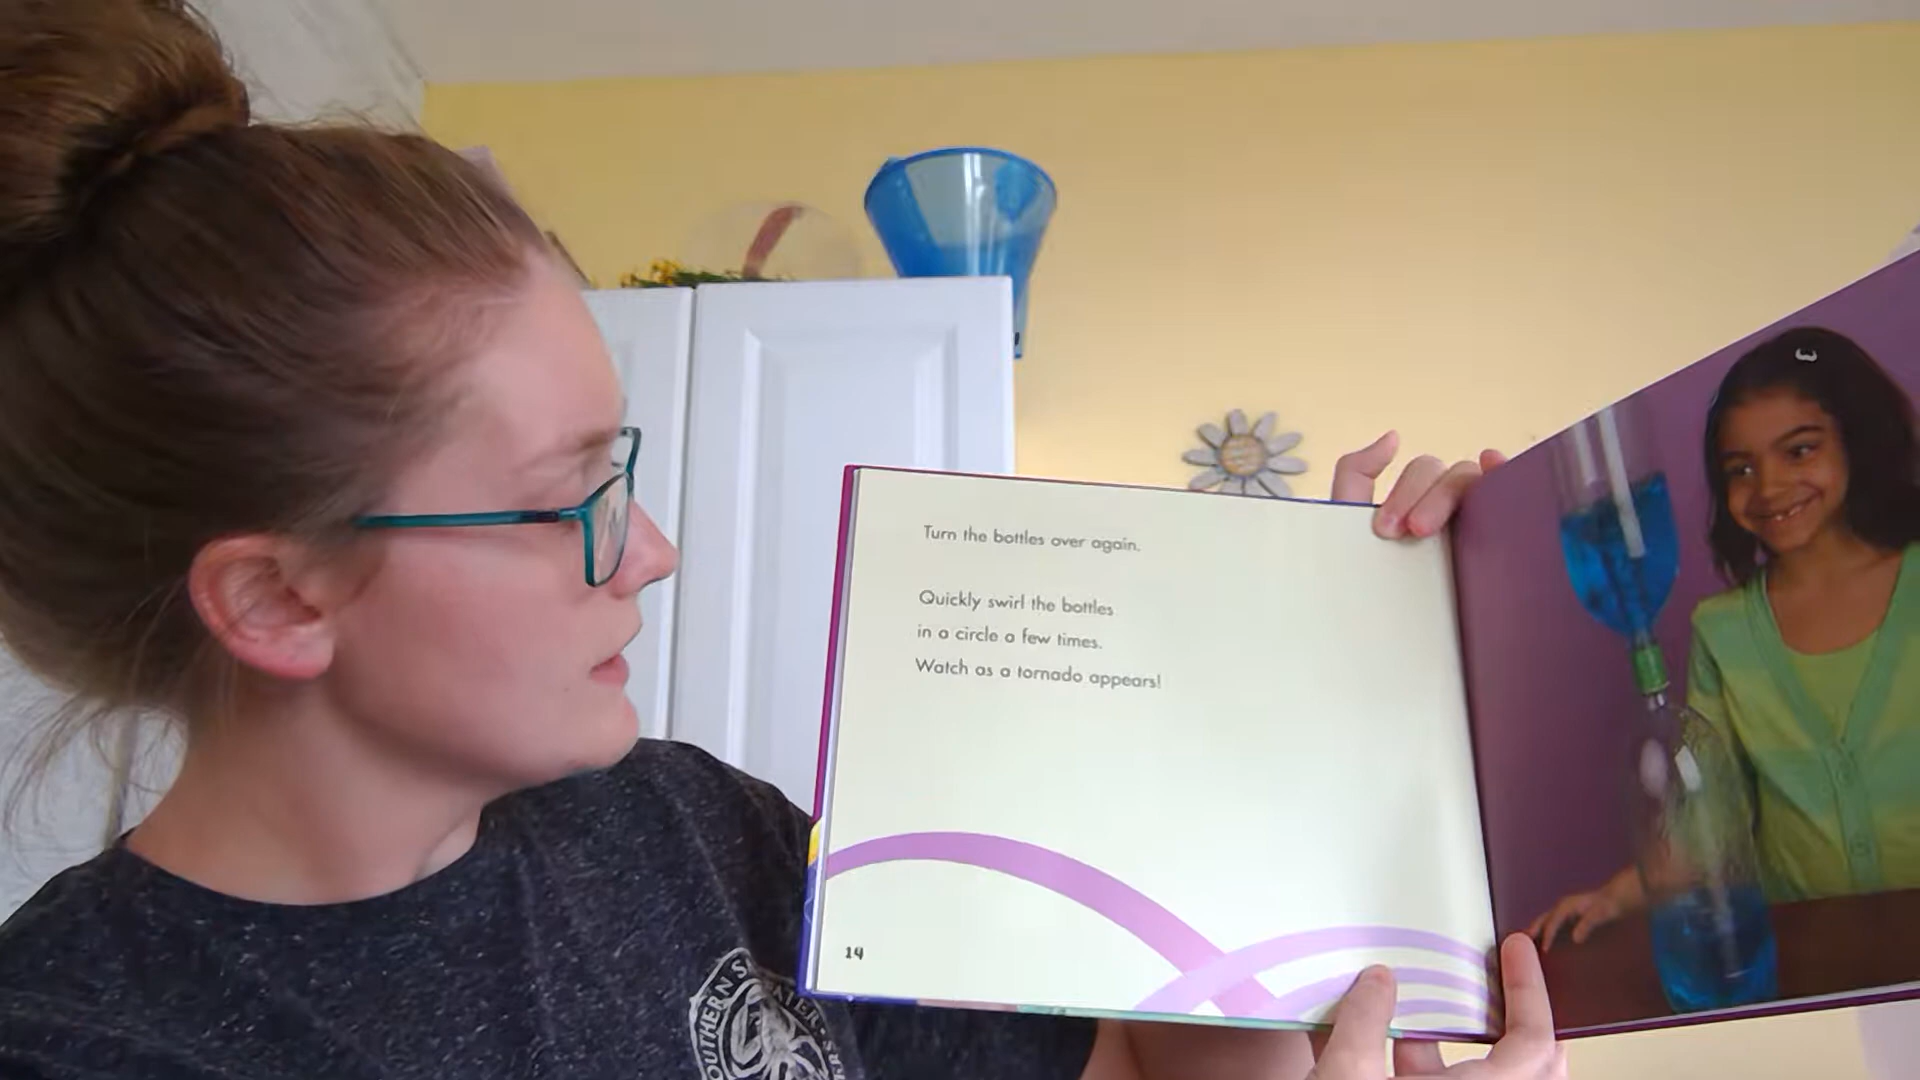 Turn the bottles over again.
Quickly swirl the bottles
in a circle a few times.
Watch as a tornado appears!
14